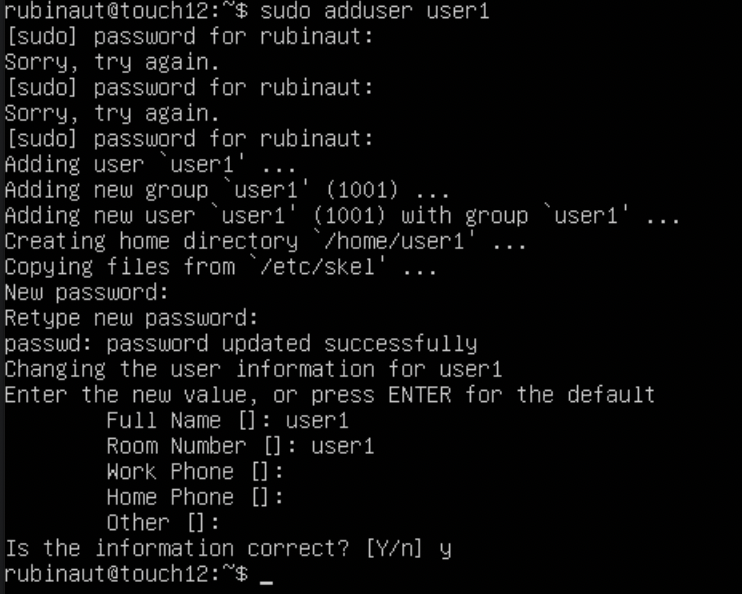 rubinaut@touch12:~$ sudo adduser user1
[sudo] password for rubinaut:
Sorry, try again.
[sudo] password for rubinaut:
Sorry, try again.
[sudo] password for rubinaut:
Adding user `user1' ...
Adding new group `user1' (1001) ...
Adding new user `user1' (1001) with group `user1' ...
Creating home directory `/home/user1' ...
Copying files from `/etc/skel' ...
New password:
Retype new password:
passwd: password updated successfully
Changing the user information for user1
Enter the new value, or press ENTER for the default
        Full Name []: user1
        Room Number []: user1
        Work Phone []:
        Home Phone []:
        Other []:
Is the information correct? [Y/n] y
rubinaut@touch12:~$ _